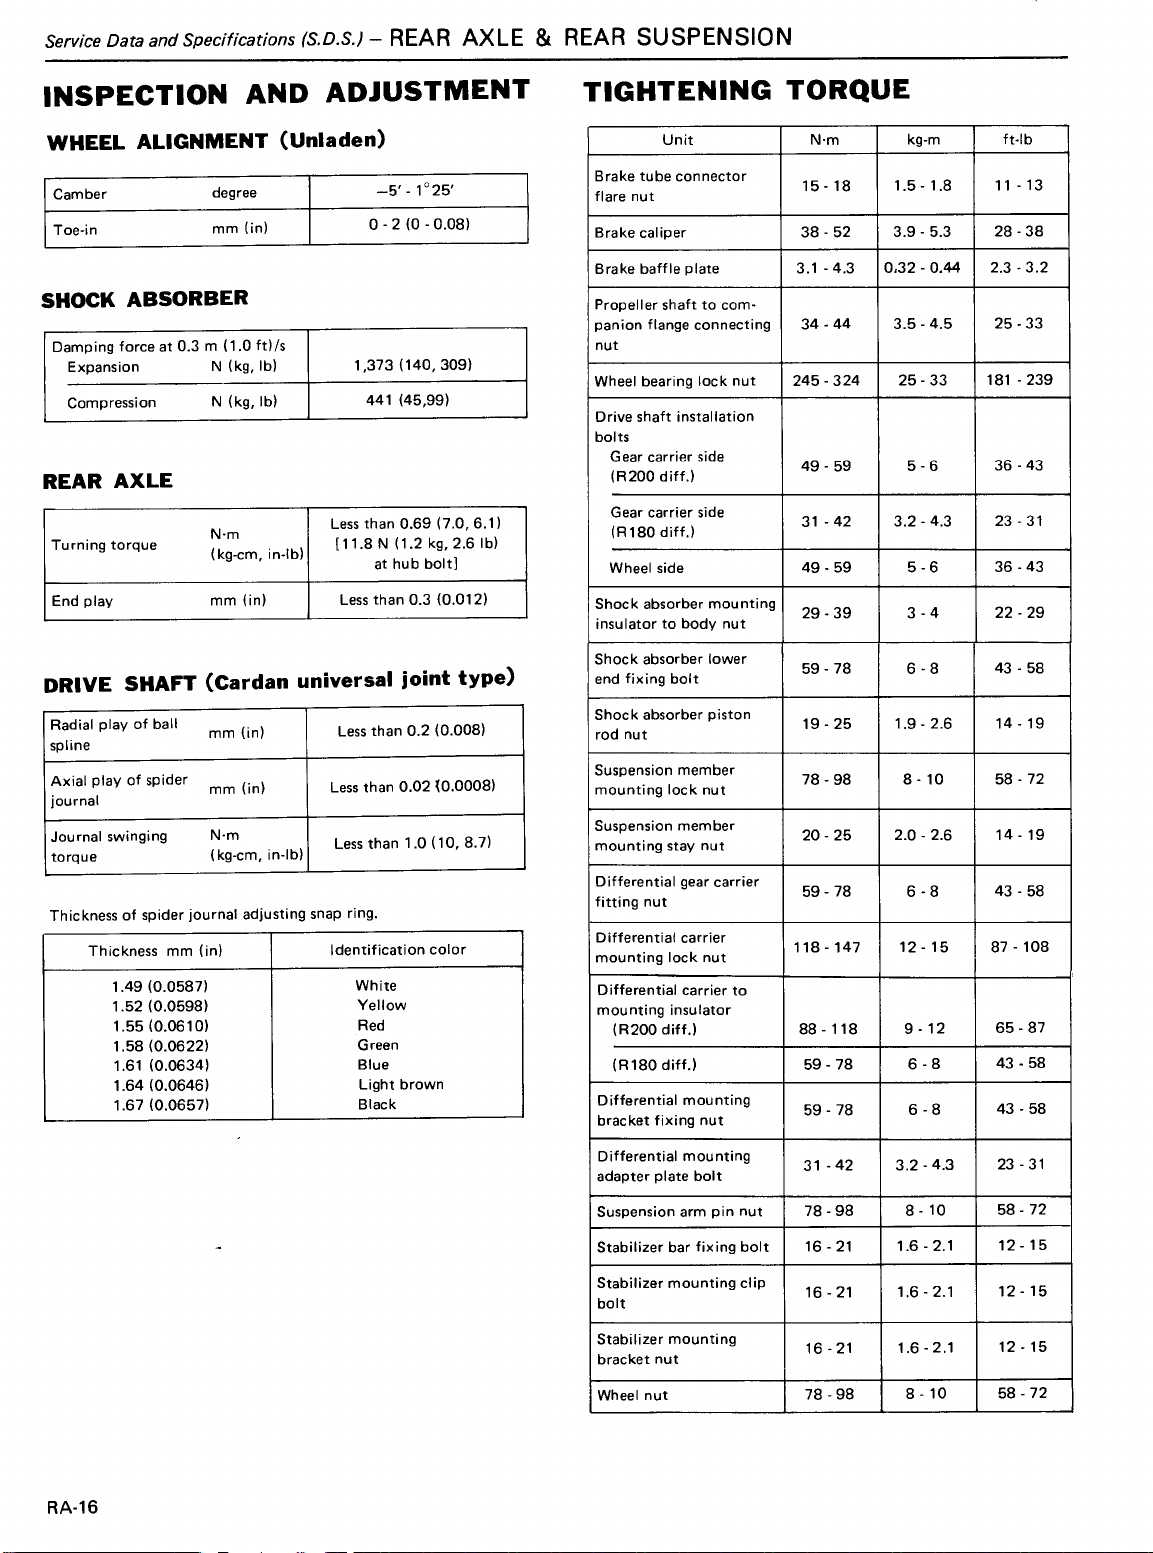 Service Data and Specifications (S.D.S.) – REAR AXLE & REAR SUSPENSION
INSPECTION AND ADJUSTMENT
WHEEL ALIGNMENT (Unladen)
Camber degree –5' - 1°25'
Toe-in mm (in) 0 - 2 (0 - 0.08)
SHOCK ABSORBER
Damping force at 0.3 m (1.0 ft)/s
Expansion N (kg, lb) 1,373 (140, 309)
Compression N (kg, lb) 441 (45,99)
REAR AXLE
Turning torque N·m (kg-cm, in-lb) Less than 0.69 (7.0, 6.1)
[11.8 N (1.2 kg, 2.6 lb)
at hub bolt]
End play mm (in) Less than 0.3 (0.012)
DRIVE SHAFT (Cardan universal joint type)
Radial play of ball
spline mm (in) Less than 0.2 (0.008)
Axial play of spider
journal mm (in) Less than 0.02 (0.0008)
Journal swinging
torque N·m (kg-cm, in-lb) Less than 1.0 (10, 8.7)
Thickness of spider journal adjusting snap ring.
Thickness mm (in) Identification color
1.49 (0.0587) White
1.52 (0.0598) Yellow
1.55 (0.0610) Red
1.58 (0.0622) Green
1.61 (0.0634) Blue
1.64 (0.0646) Light brown
1.67 (0.0657) Black
TIGHTENING TORQUE
Unit N·m kg-m ft-lb
Brake tube connector
flare nut 15 - 18 1.5 - 1.8 11 - 13
Brake caliper 38 - 52 3.9 - 5.3 28 - 38
Brake baffle plate 3.1 - 4.3 0.32 - 0.44 2.3 - 3.2
Propeller shaft to com-
panion flange connecting 34 - 44 3.5 - 4.5 25 - 33
nut
Wheel bearing lock nut 245 - 324 25 - 33 181 - 239
Drive shaft installation
bolts
Gear carrier side
(R200 diff.) 49 - 59 5 - 6 36 - 43
Gear carrier side
(R180 diff.) 31 - 42 3.2 - 4.3 23 - 31
Wheel side 49 - 59 5 - 6 36 - 43
Shock absorber mounting
insulator to body nut 29 - 39 3 - 4 22 - 29
Shock absorber lower
end fixing bolt 59 - 78 6 - 8 43 - 58
Shock absorber piston
rod nut 19 - 25 1.9 - 2.6 14 - 19
Suspension member
mounting lock nut 78 - 98 8 - 10 58 - 72
Suspension member
mounting stay nut 20 - 25 2.0 - 2.6 14 - 19
Differential gear carrier
fitting nut 59 - 78 6 - 8 43 - 58
Differential carrier
mounting lock nut 118 - 147 12 - 15 87 - 108
Differential carrier to
mounting insulator
(R200 diff.) 88 - 118 9 - 12 65 - 87
(R180 diff.) 59 - 78 6 - 8 43 - 58
Differential mounting
bracket fixing nut 59 - 78 6 - 8 43 - 58
Differential mounting
adapter plate bolt 31 - 42 3.2 - 4.3 23 - 31
Suspension arm pin nut 78 - 98 8 - 10 58 - 72
Stabilizer bar fixing bolt 16 - 21 1.6 - 2.1 12 - 15
Stabilizer mounting clip
bolt 16 - 21 1.6 - 2.1 12 - 15
Stabilizer mounting
bracket nut 16 - 21 1.6 - 2.1 12 - 15
Wheel nut 78 - 98 8 - 10 58 - 72
RA-16